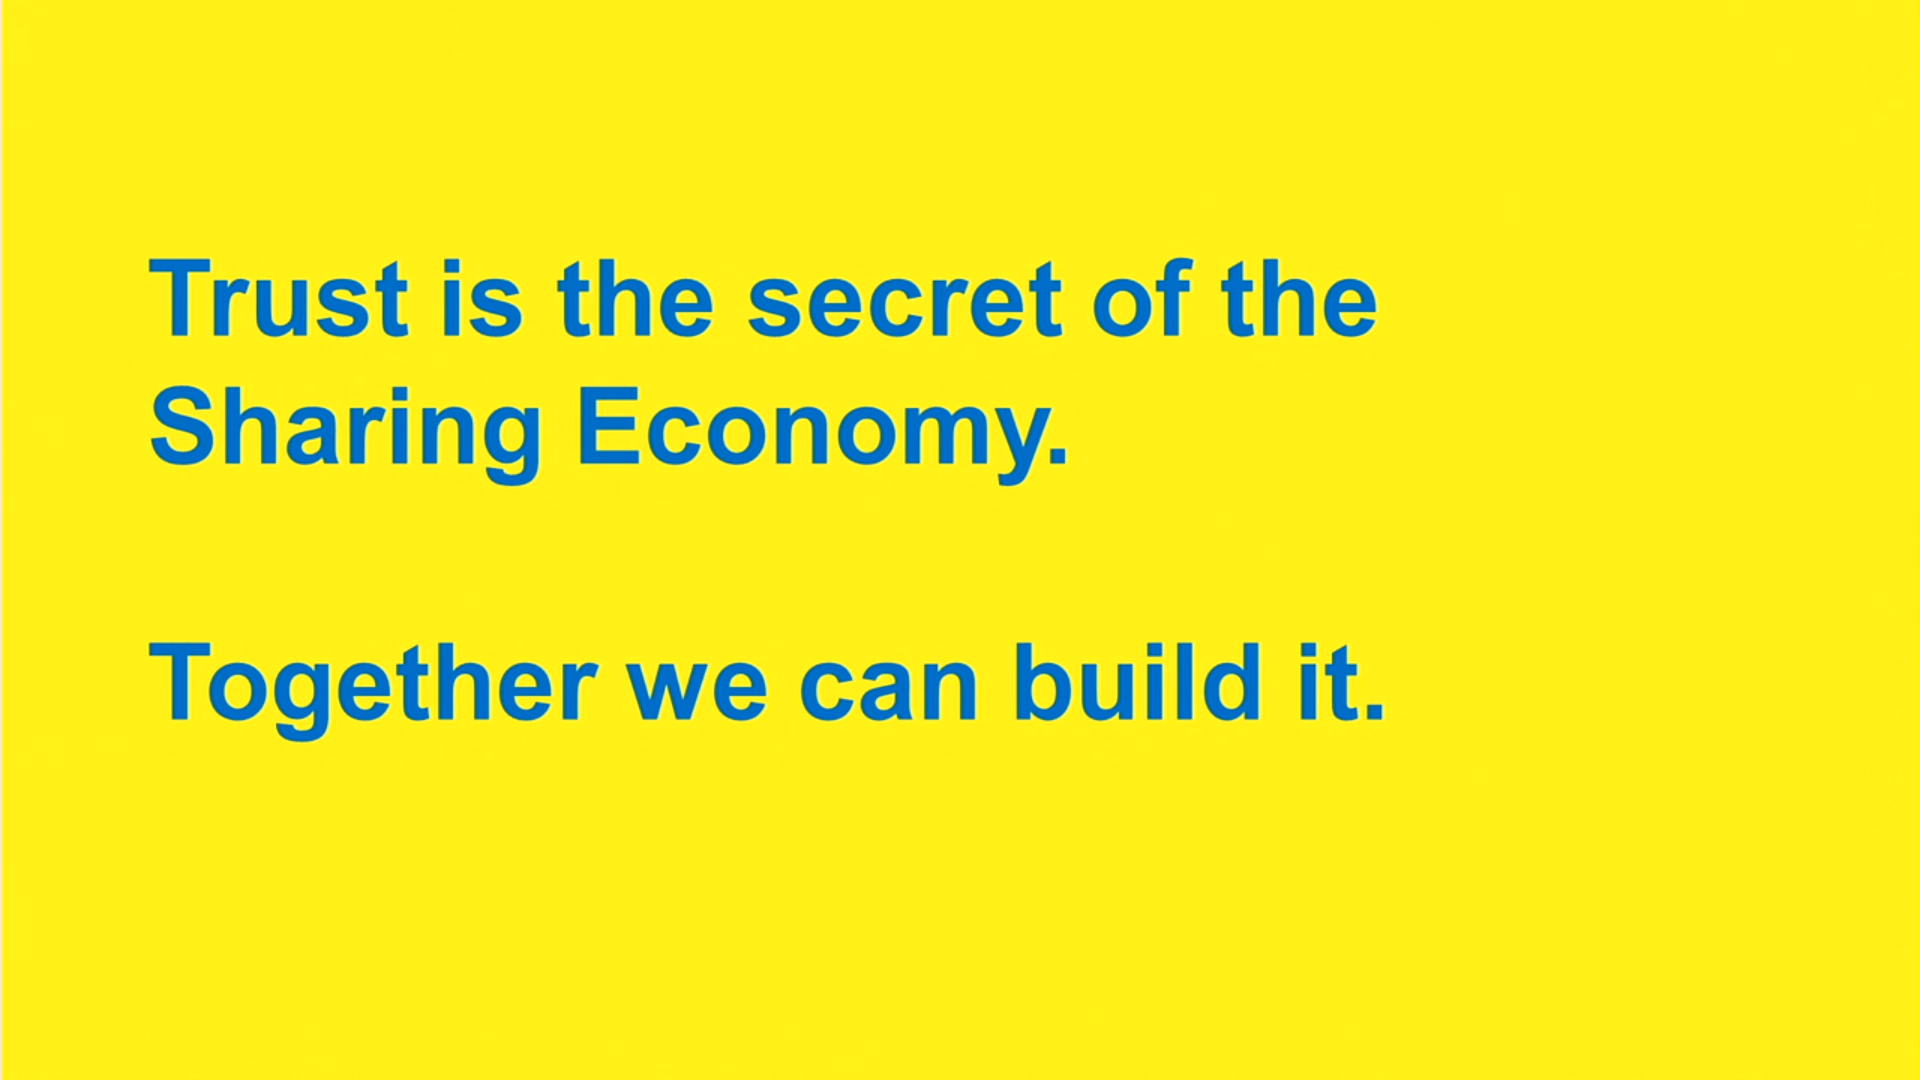 Trust is the secret of the
Sharing Economy.
Together we can build it.